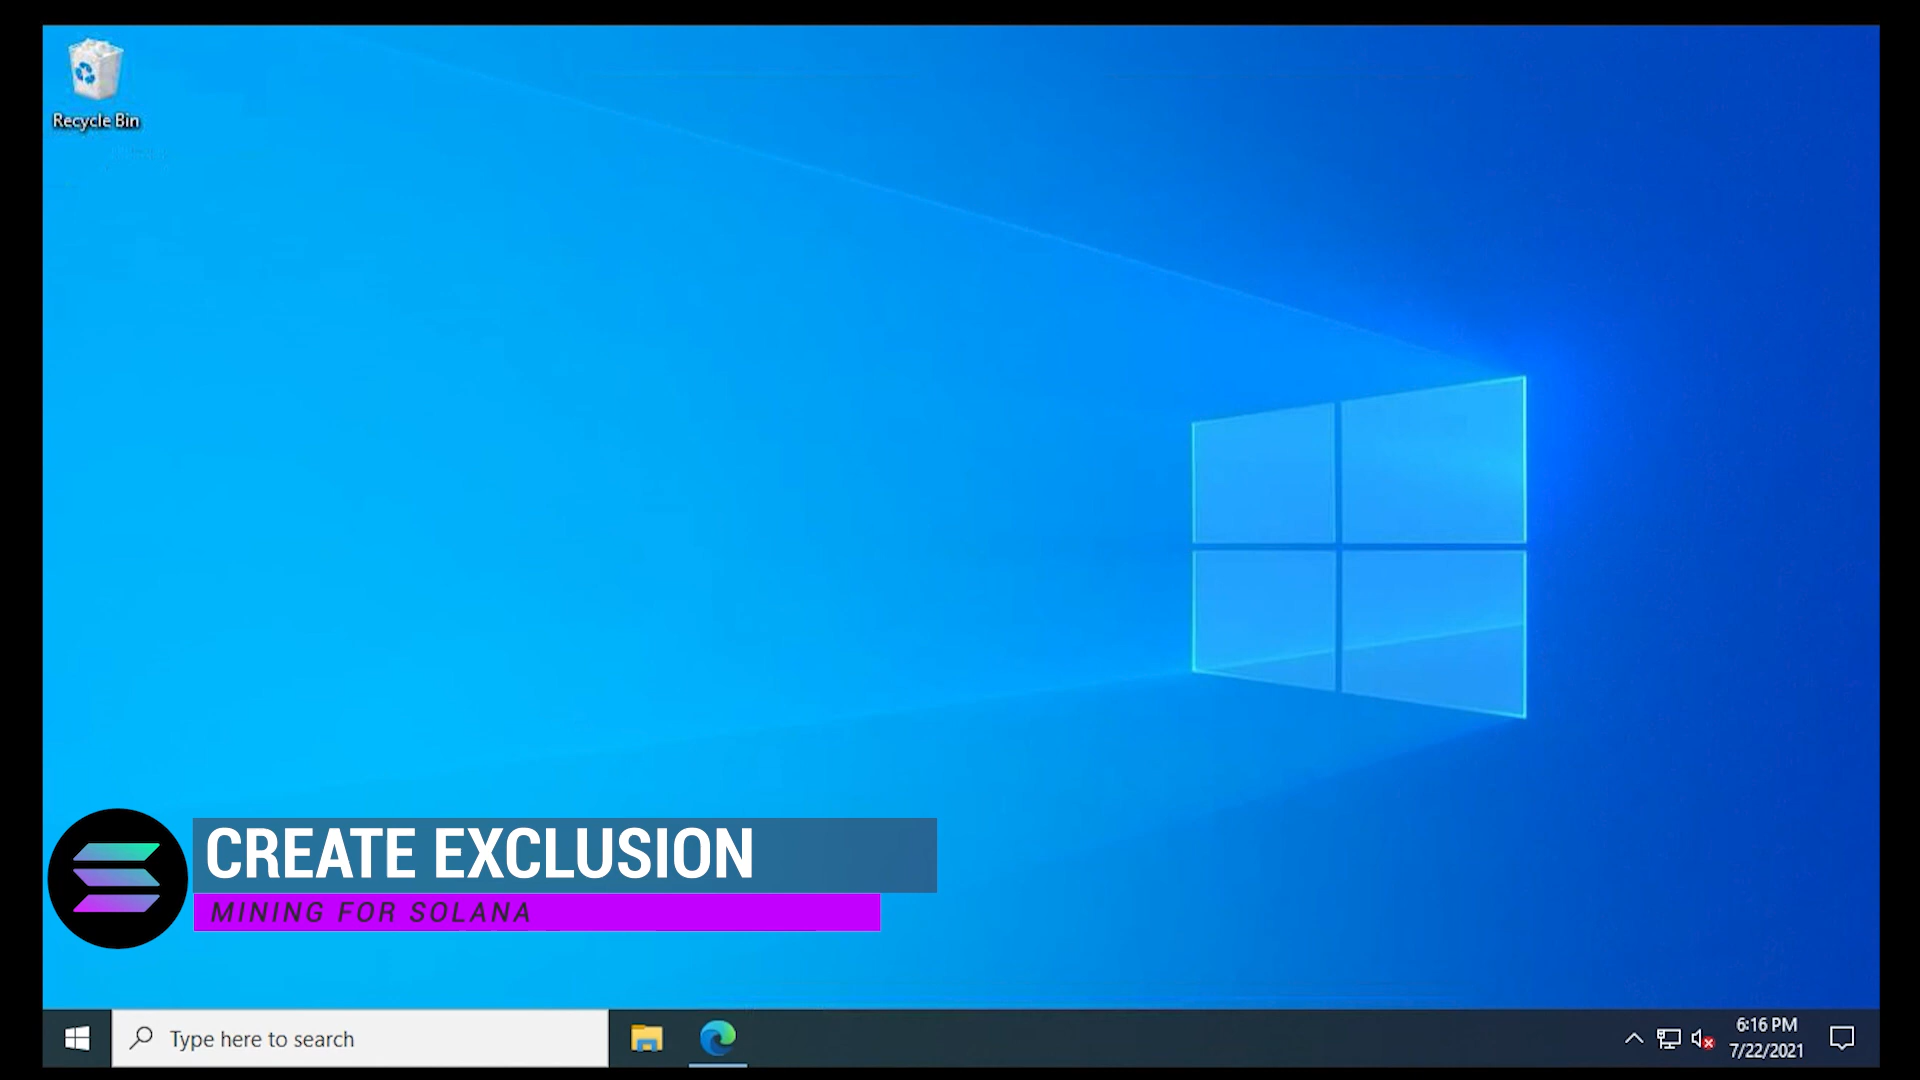 Recycle Bin
CREATE EXCLUSION
MINING FOR SOLANA
Type here to search
6:16 PM
7/22/2021